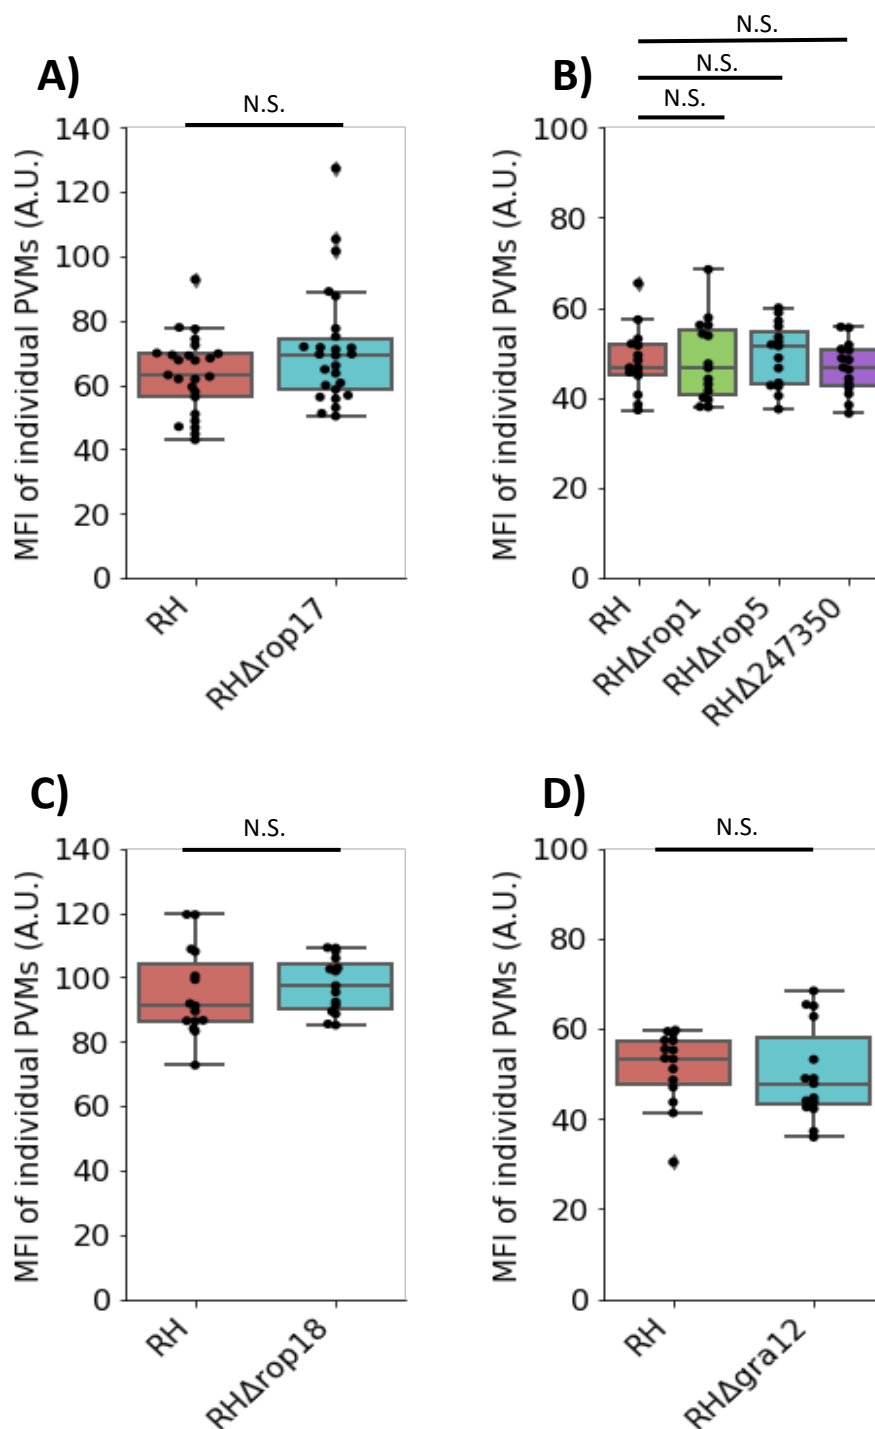 A)
N.S.
MFI of individual PVMs (A.U.)
140
120
100
80
60
40
20
0
RH
RHΔrop17
B)
N.S.
N.S.
N.S.
MFI of individual PVMs (A.U.)
100
80
60
40
20
0
RH
RHΔrop1
RHΔrop5
RHΔ247350
C)
N.S.
MFI of individual PVMs (A.U.)
140
120
100
80
60
40
20
0
RH
RHΔrop18
D)
N.S.
MFI of individual PVMs (A.U.)
100
80
60
40
20
0
RH
RHΔgra12